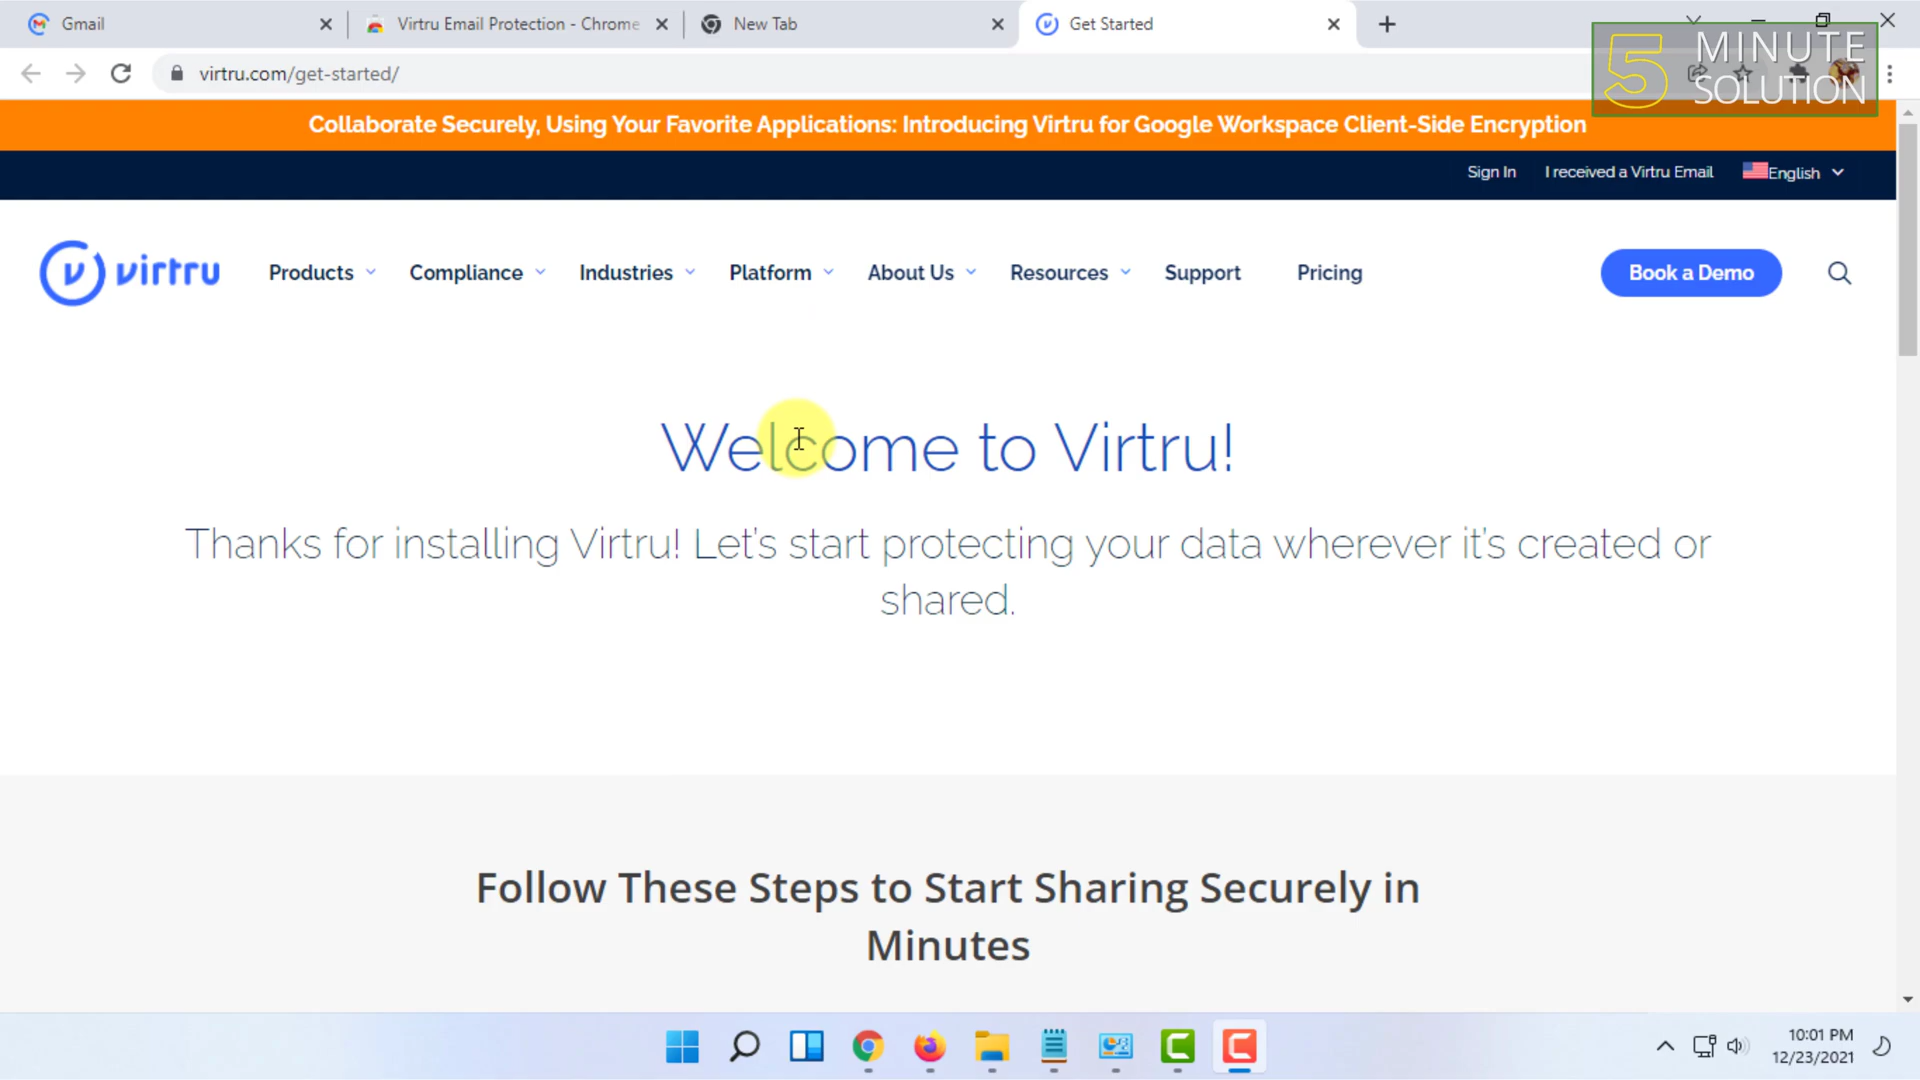 Gmail
Virtru Email Protection - Chrome
New Tab
Get Started
5 MINUTE
SOLUTION
virtru.com/get-started/
Collaborate Securely, Using Your Favorite Applications: Introducing Virtru for Google Workspace Client-Side Encryption
Sign In
I received a Virtru Email
English
virtru
Products
Compliance
Industries
Platform
About Us
Resources
Support
Pricing
Book a Demo
Welcome to Virtru!
Thanks for installing Virtru! Let's start protecting your data wherever it's created or
shared.
Follow These Steps to Start Sharing Securely in
Minutes
10:01 PM
12/23/2021